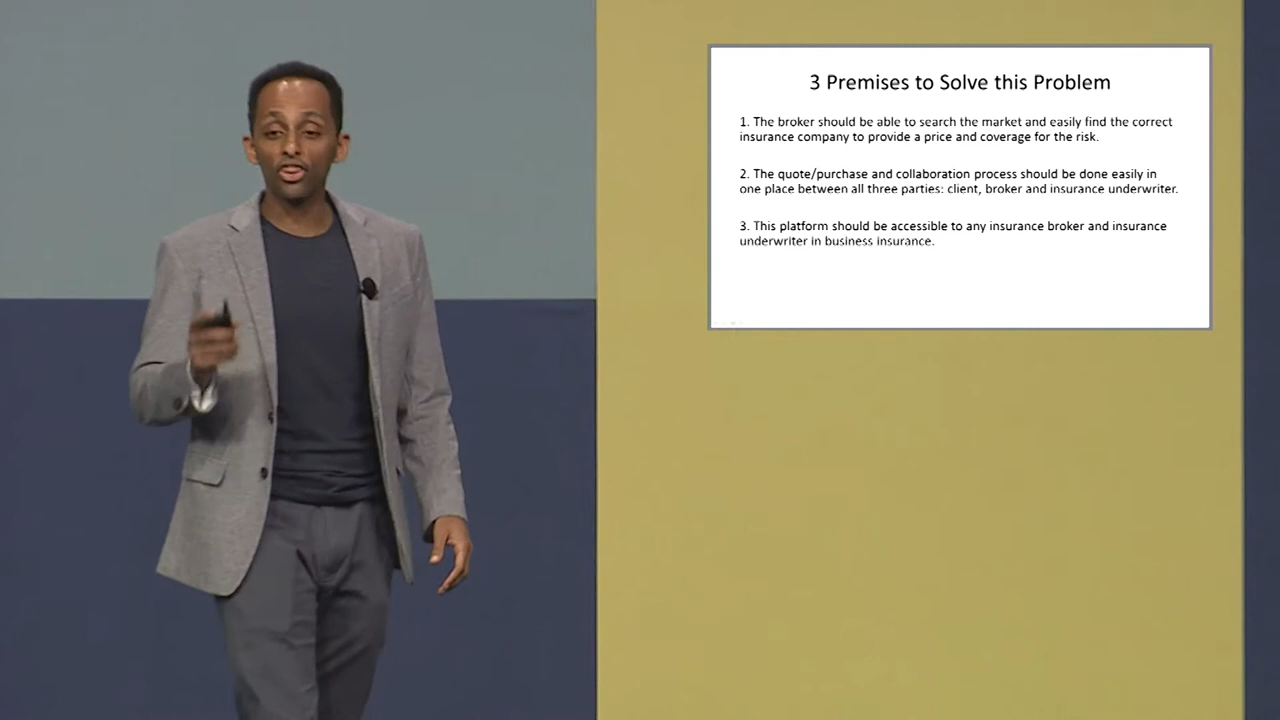 3 Premises to Solve this Problem
1. The broker should be able to search the market and easily find the correct
insurance company to provide a price and coverage for the risk.
2. The quote/purchase and collaboration process should be done easily in
one place between all three parties: client, broker and insurance underwriter.
3. This platform should be accessible to any insurance broker and insurance
underwriter in business insurance.